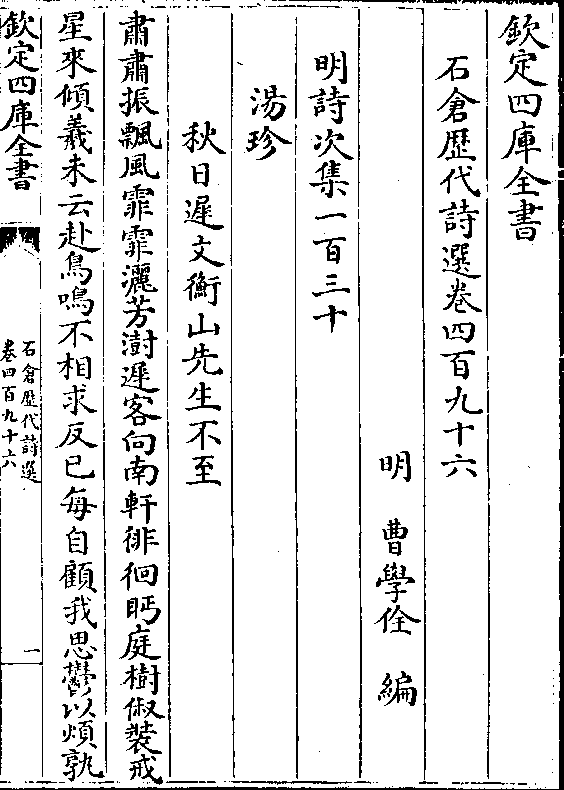 欽定四庫全書
石倉歴代詩選卷四百九十六
明　曹學佺　編
明詩次集一百三十
湯珍
秋日遲文衡山先生不至
肅肅振飄風霏霏灑芳澍遲客向南軒徘徊眄庭樹俶裝戒
星來傾羲未云赴鳥鳴不相求反已每自顧我思鬱以煩孰
欽定四庫全書
石倉歴代詩選
卷四百九十六
一